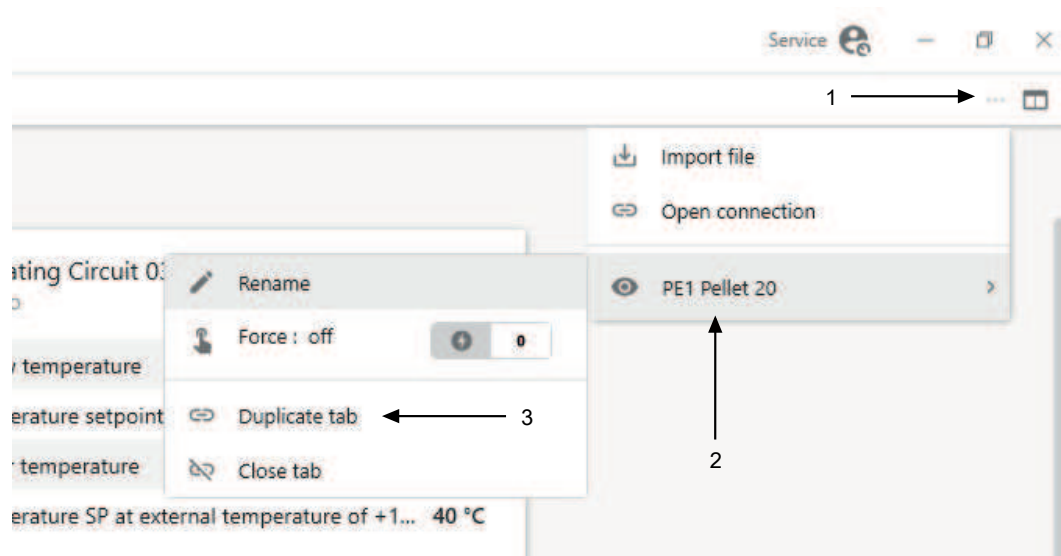 Service
1
...
Import file
Open connection
PE1 Pellet 20
2
ating Circuit 03
Rename
Force : off
0
Duplicate tab
3
Close tab
temperature
erature setpoint
temperature
erature SP at external temperature of +1... 40 °C